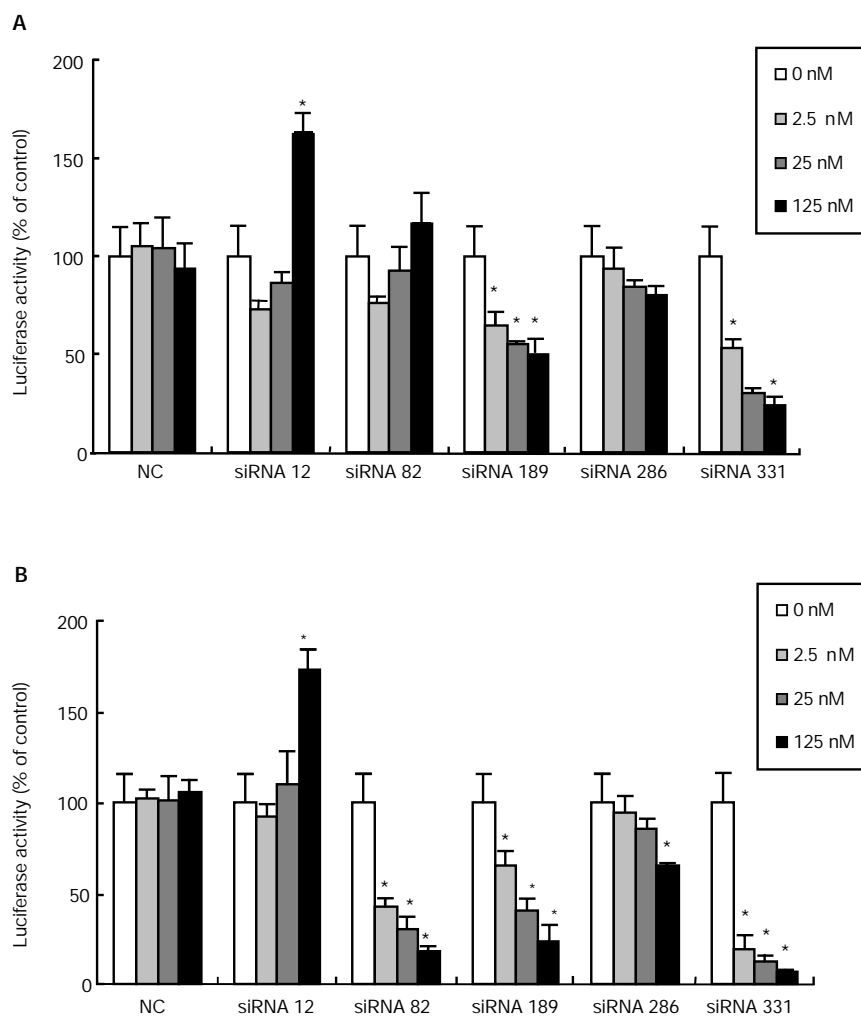 A
200
150
100
50
0
Luciferase activity (% of control)
*
*
*
*
*
*
NC
siRNA 12
siRNA 82
siRNA 189
siRNA 286
siRNA 331
0 nM
2.5 nM
25 nM
125 nM
B
200
150
100
50
0
Luciferase activity (% of control)
*
*
*
*
*
*
*
*
*
*
*
NC
siRNA 12
siRNA 82
siRNA 189
siRNA 286
siRNA 331
0 nM
2.5 nM
25 nM
125 nM